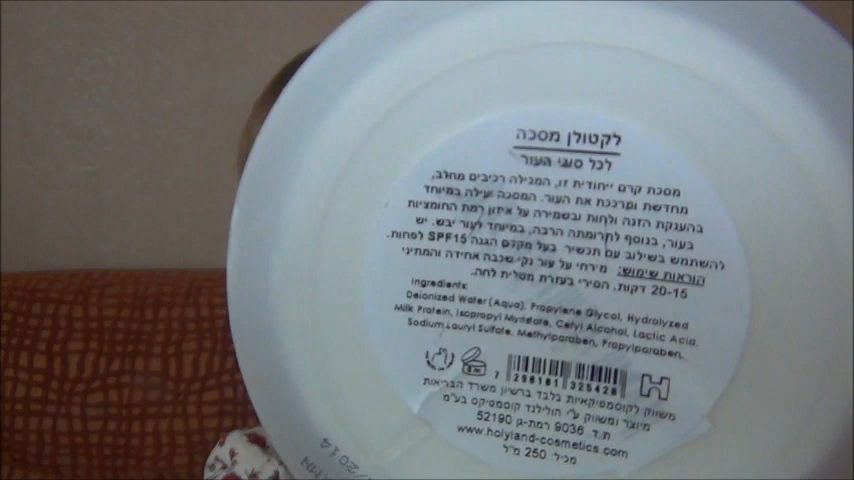 לקטולן מסכה
לכל סוגי העור
מסכת קרם ייחודית זו, המכילה רכיבים מחלב,
מחדשת ומרככת את העור. המסכה יעילה במיוחד
בהענקת הזנה ולחות ובשמירה על איזון רמת החומציות
בעור, בנוסף לתרומתה הרבה, במיוחד לעור יבש. יש
להשתמש בשילוב עם תכשיר בעל מקדם הגנה SPF15 לפחות.
הוראות שימוש: מירחי על עור נקי שכבה אחידה והמתיני
20-15 דקות. הסירי בעזרת מטלית לחה.
Ingredients:
Deionized Water (Aqua), Propylene Glycol, Hydrolyzed
Milk Protein, Isopropyl Myristate, Cetyl Alcohol, Lactic Acid,
Sodium Lauryl Sulfate, Methylparaben, Propylparaben.
7 298161 325428
משווק לקוסמטיקאיות בלבד ברשיון משרד הבריאות
מיוצר ומשווק ע"י הולילנד קוסמטיקס בע"מ
ת.ד. 9036 רמת-גן 52190
www.holyland-cosmetics.com
מכיל: 250 מ"ל
/2014